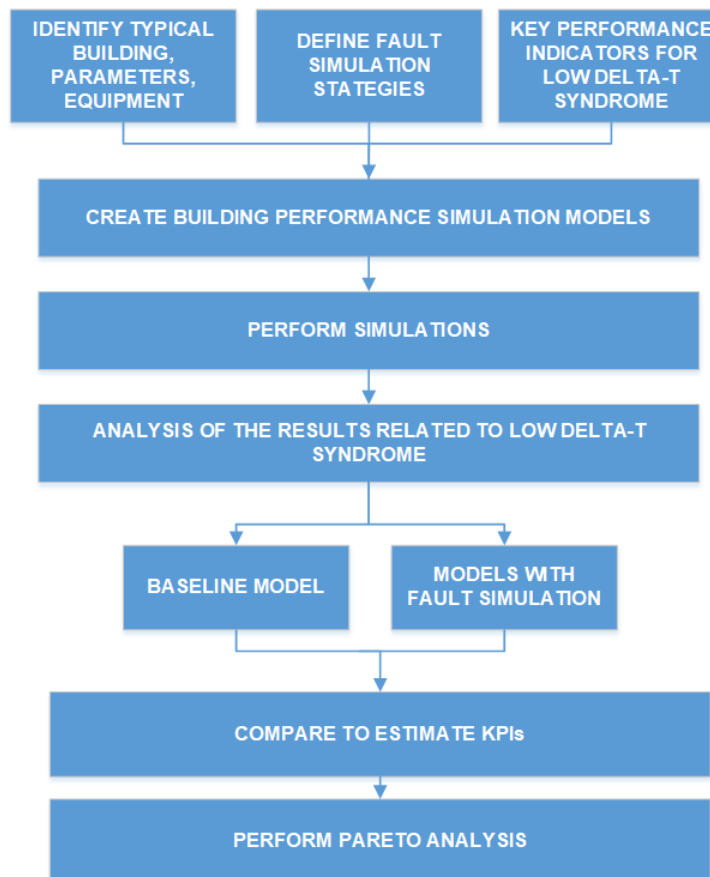 IDENTIFY TYPICAL
BUILDING,
PARAMETERS,
EQUIPMENT
DEFINE FAULT
SIMULATION
STATEGIES
KEY PERFORMANCE
INDICATORS FOR
LOW DELTA-T
SYNDROME
CREATE BUILDING PERFORMANCE SIMULATION MODELS
PERFORM SIMULATIONS
ANALYSIS OF THE RESULTS RELATED TO LOW DELTA-T
SYNDROME
BASELINE MODEL
MODELS WITH
FAULT SIMULATION
COMPARE TO ESTIMATE KPIs
PERFORM PARETO ANALYSIS